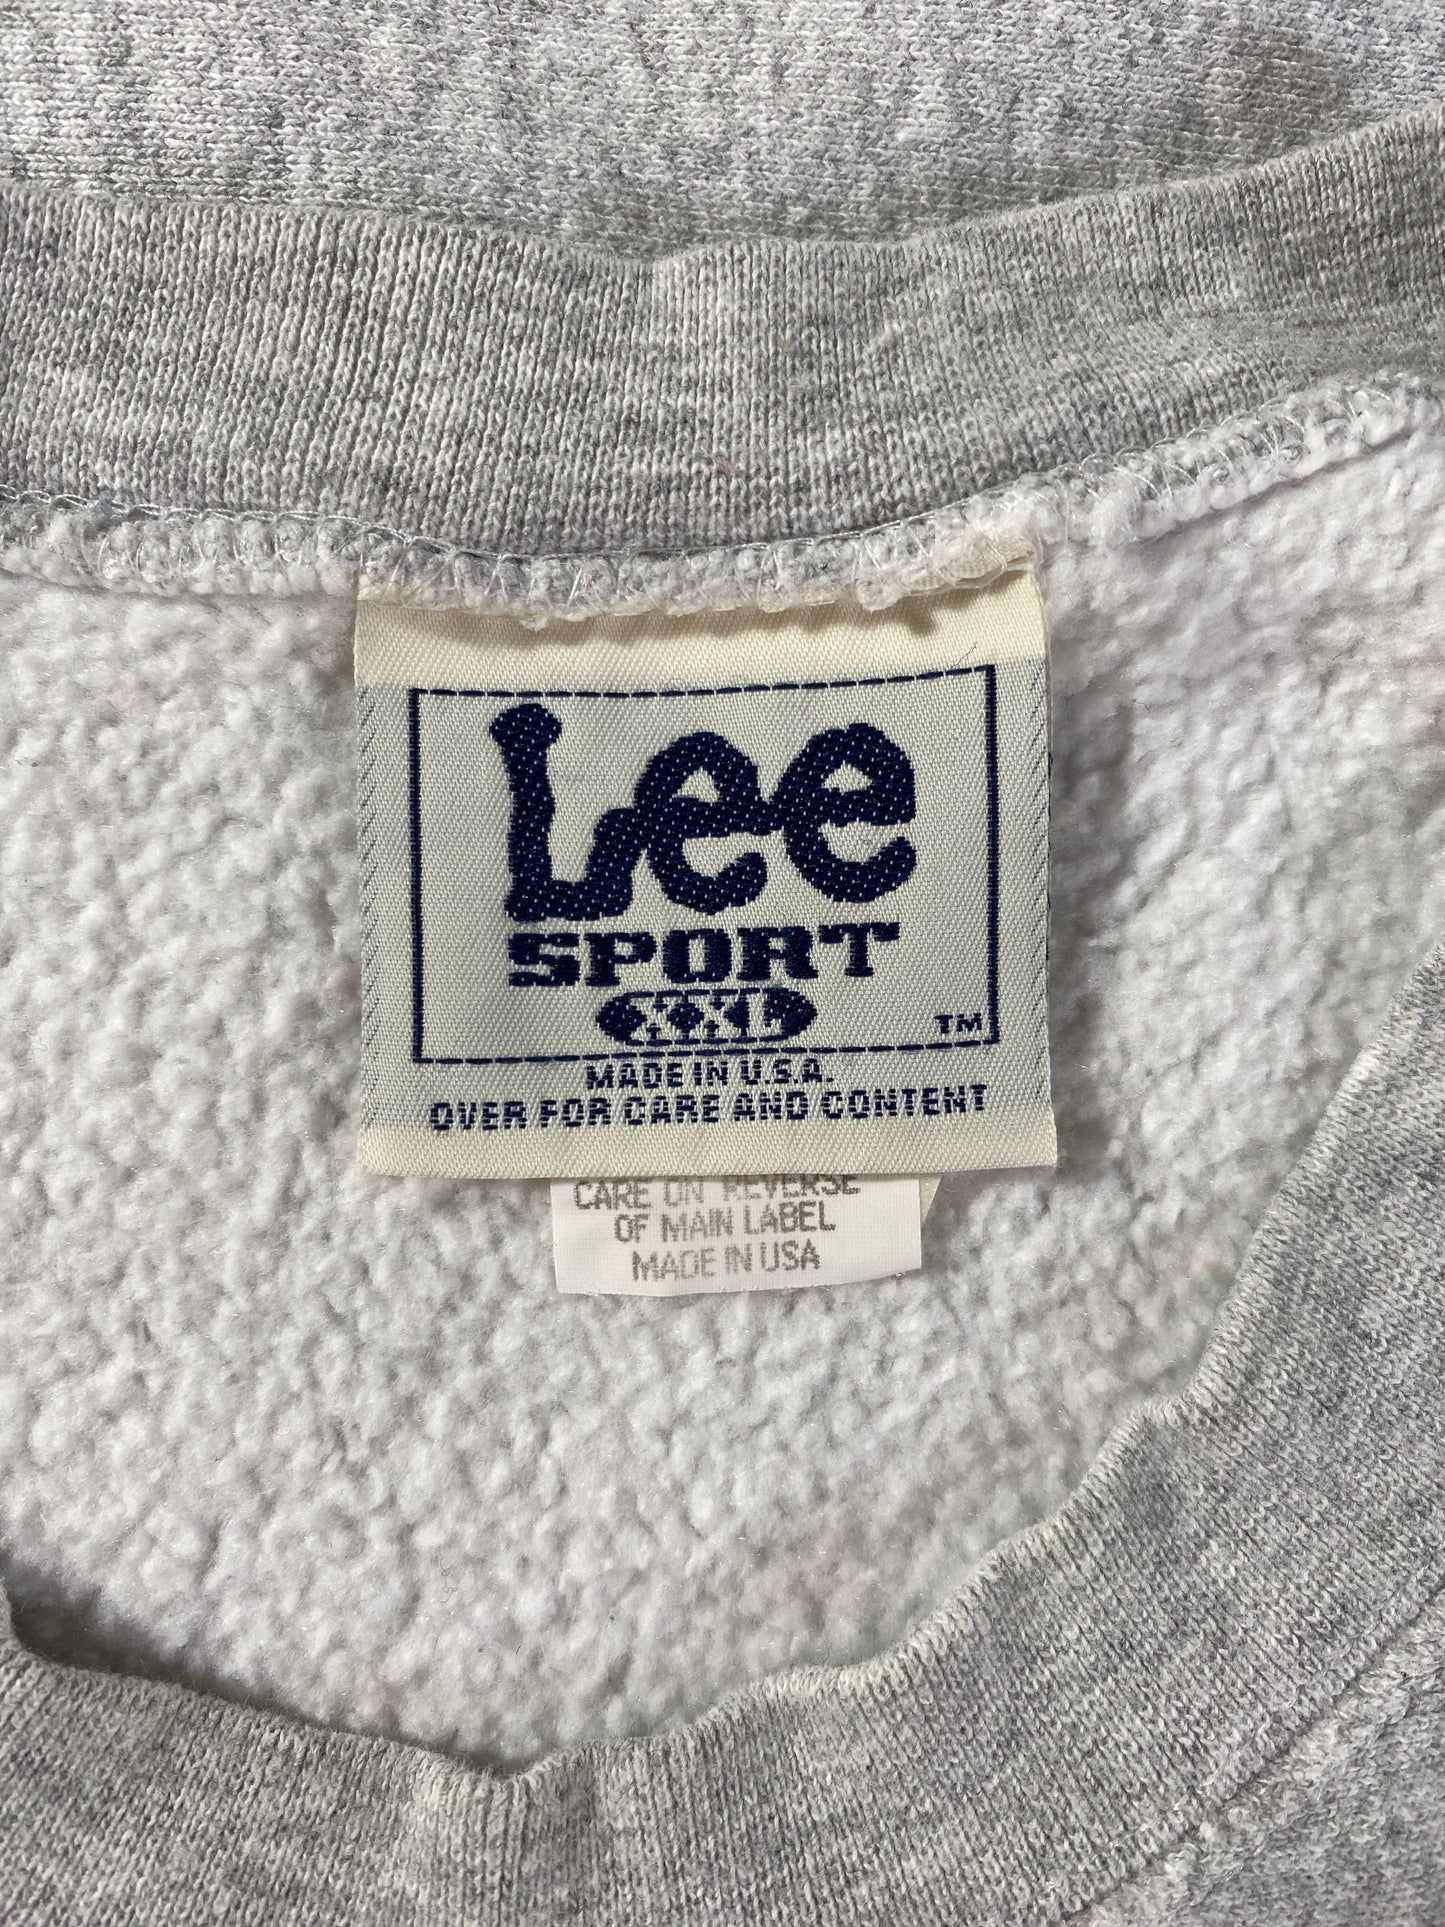 Lee
SPORT
XXL
TM
MADE IN U.S.A.
OVER FOR CARE AND CONTENT
CARE ON REVERSE
OF MAIN LABEL
MADE IN USA